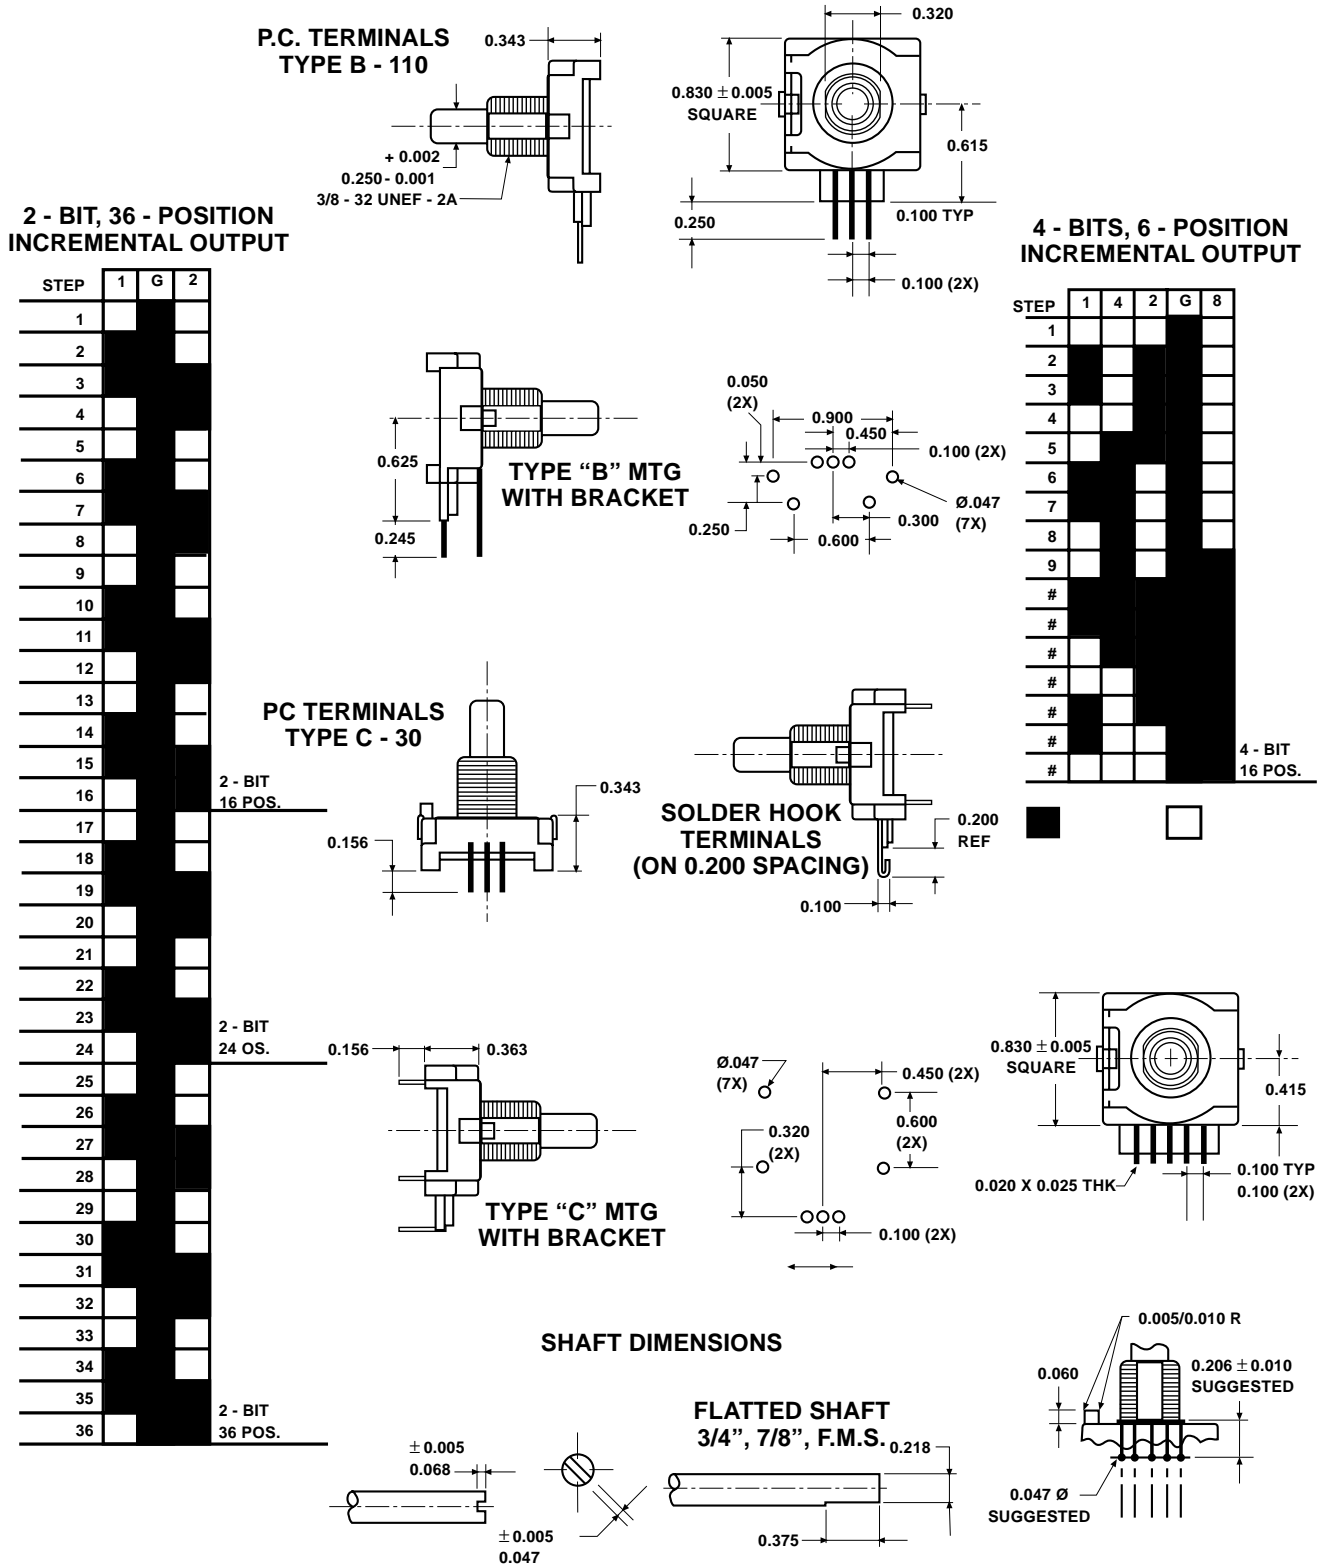 P.C. TERMINALS
TYPE B - 110
0.343
+ 0.002
0.250 - 0.001
3/8 - 32 UNEF - 2A
0.320
0.830 ± 0.005
SQUARE
0.615
0.250
0.100 TYP
0.100 (2X)
2 - BIT, 36 - POSITION
INCREMENTAL OUTPUT
STEP 1 G 2
1
2
3
4
5
6
7
8
9
10
11
12
13
14
15
16
2 - BIT
16 POS.
17
18
19
20
21
22
23
24
2 - BIT
24 OS.
25
26
27
28
29
30
31
32
33
34
35
36
2 - BIT
36 POS.
4 - BITS, 6 - POSITION
INCREMENTAL OUTPUT
STEP 1 4 2 G 8
1
2
3
4
5
6
7
8
9
#
#
#
#
#
#
#
4 - BIT
16 POS.
0.625
0.245
TYPE “B” MTG
WITH BRACKET
0.050
(2X)
0.900
0.450
0.100 (2X)
Ø.047
(7X)
0.250
0.300
0.600
PC TERMINALS
TYPE C - 30
0.343
0.156
SOLDER HOOK
TERMINALS
(ON 0.200 SPACING)
0.200
REF
0.100
0.156
0.363
TYPE “C” MTG
WITH BRACKET
Ø.047
(7X)
0.450 (2X)
0.600
(2X)
0.320
(2X)
0.100 (2X)
0.830 ± 0.005
SQUARE
0.415
0.020 X 0.025 THK
0.100 TYP
0.100 (2X)
SHAFT DIMENSIONS
± 0.005
0.068
± 0.005
0.047
FLATTED SHAFT
3/4”, 7/8”, F.M.S.
0.218
0.375
0.005/0.010 R
0.060
0.206 ± 0.010
SUGGESTED
0.047 Ø
SUGGESTED